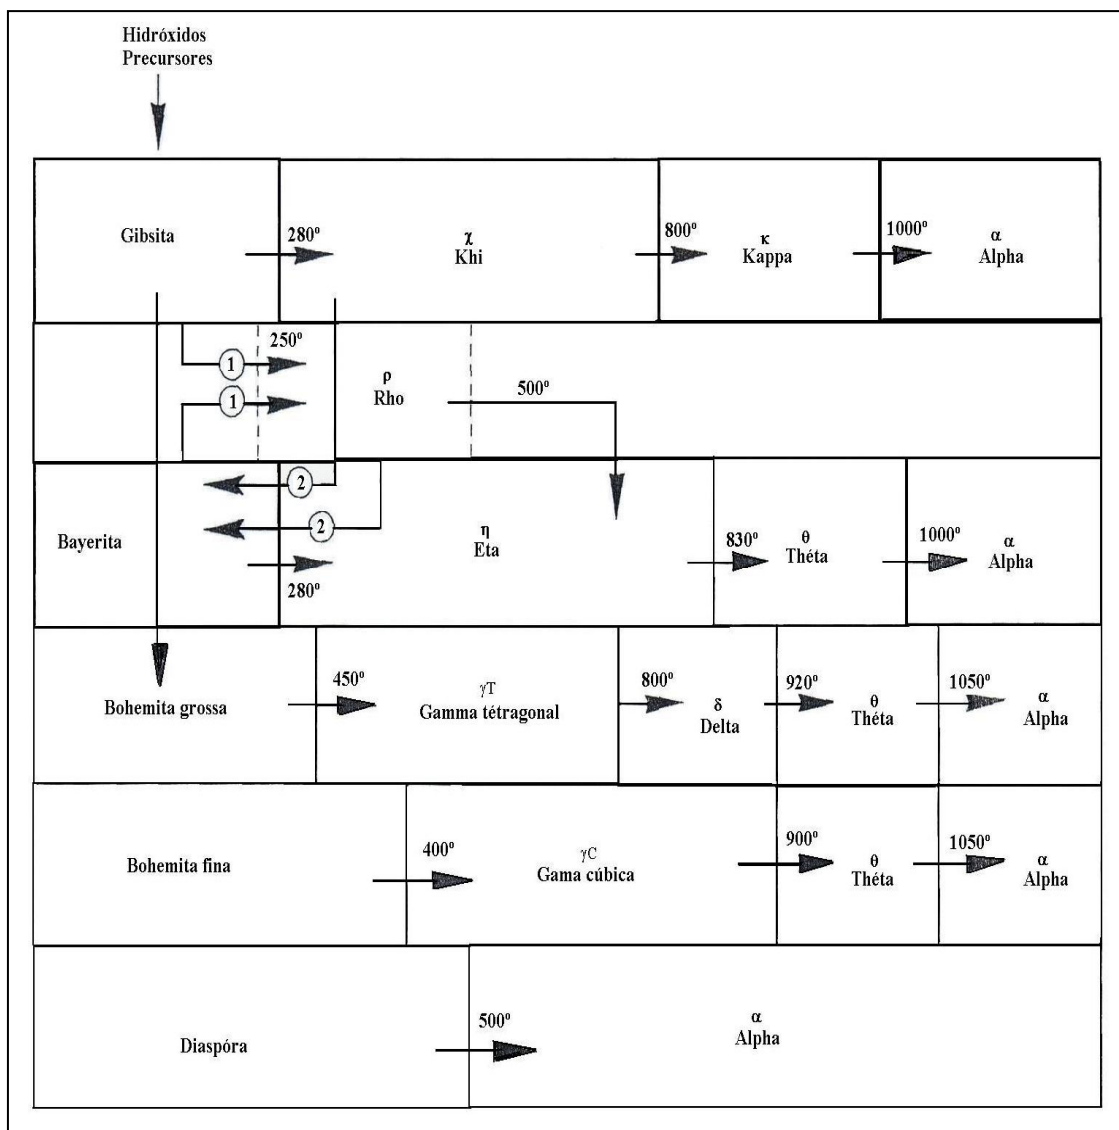 Hidróxidos
Precursores
Gibsita
280º
χ
Khi
800º
κ
Kappa
1000º
α
Alpha
250º
1
1
ρ
Rho
500º
2
2
Bayerita
280º
η
Eta
830º
θ
Théta
1000º
α
Alpha
Bohemita grossa
450º
γT
Gamma tétragonal
800º
δ
Delta
920º
θ
Théta
1050º
α
Alpha
Bohemita fina
400º
γC
Gama cúbica
900º
θ
Théta
1050º
α
Alpha
Diaspóra
500º
α
Alpha